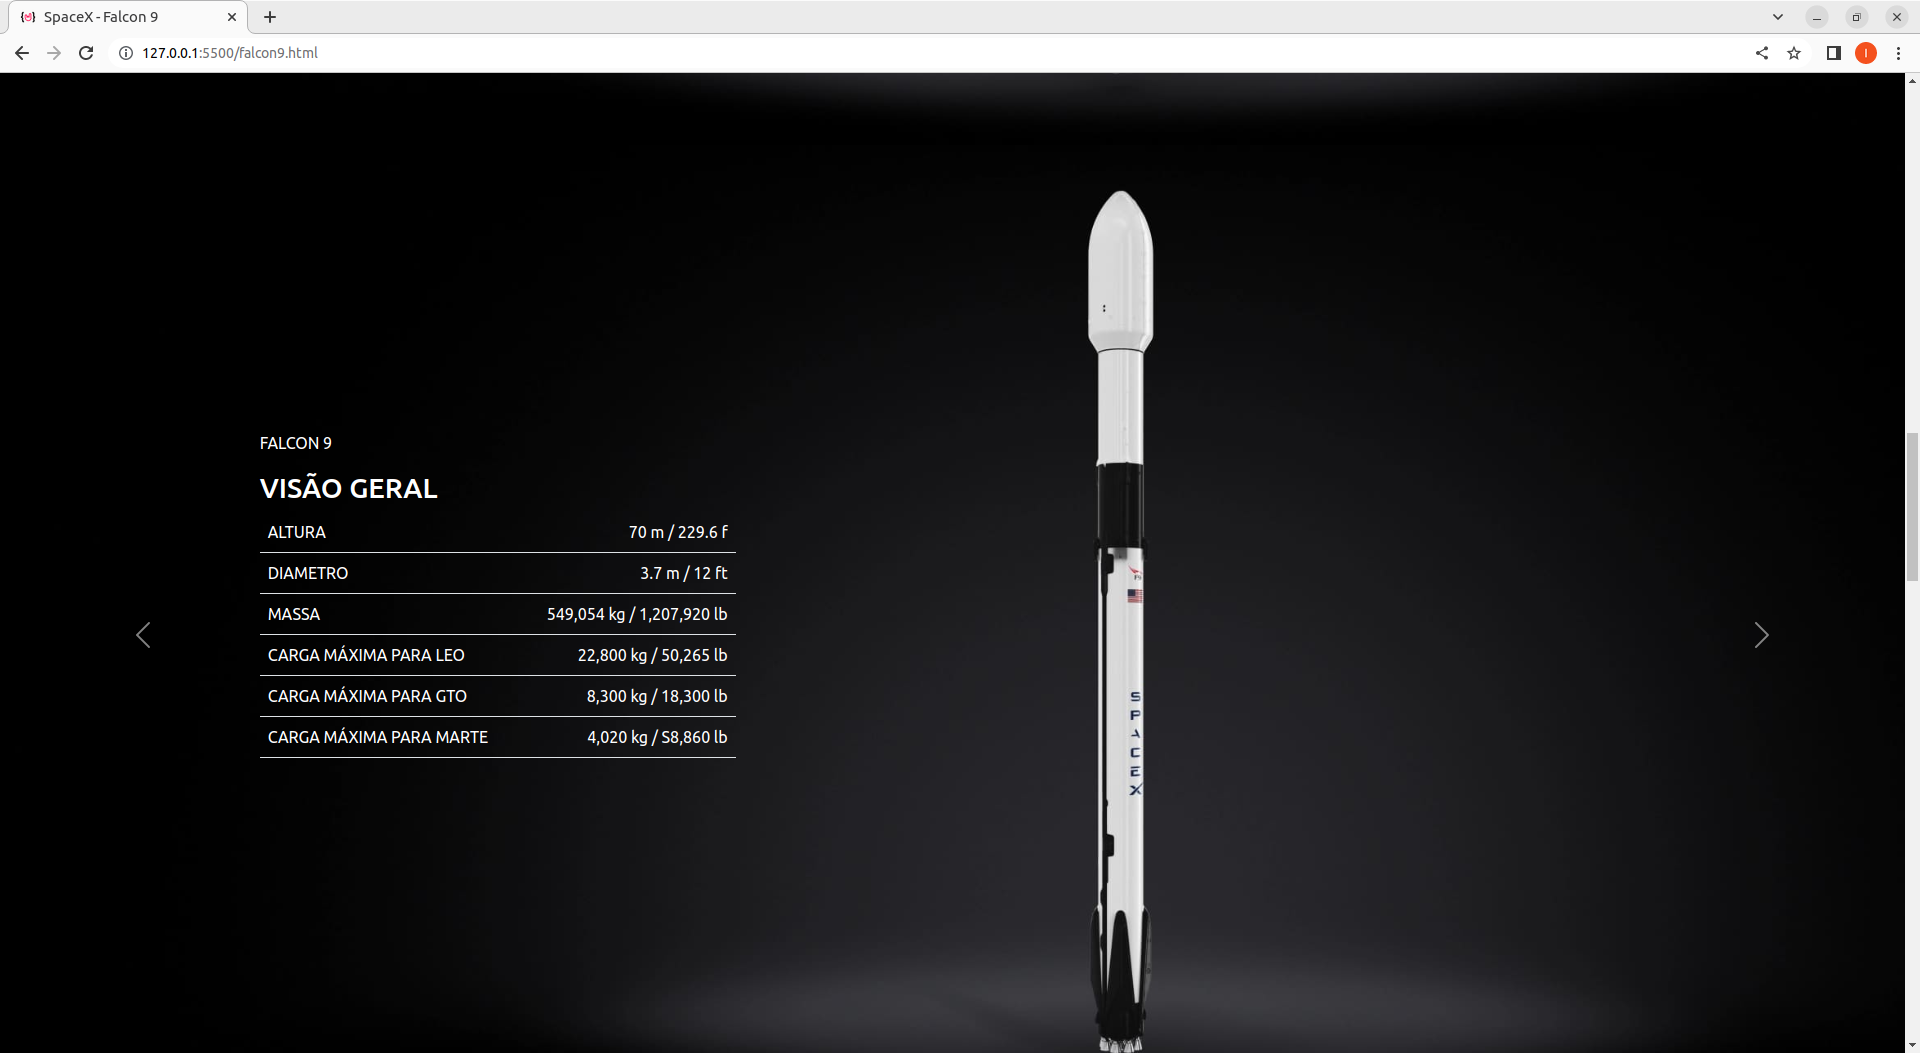 SpaceX - Falcon 9
127.0.0.1:5500/falcon9.html
I
FALCON 9
VISÃO GERAL
ALTURA 70 m / 229.6 f
DIAMETRO 3.7 m / 12 ft
MASSA 549,054 kg / 1,207,920 lb
CARGA MÁXIMA PARA LEO 22,800 kg / 50,265 lb
CARGA MÁXIMA PARA GTO 8,300 kg / 18,300 lb
CARGA MÁXIMA PARA MARTE 4,020 kg / S8,860 lb
F9
SPACEX